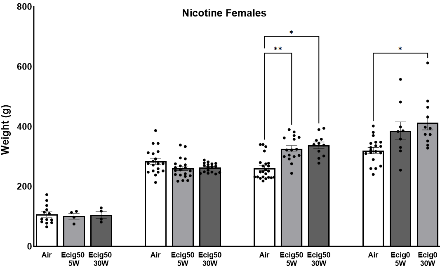 Nicotine Females
800
600
400
200
0
Weight (g)
*
**
*
Air Ecig50 Ecig50 Air Ecig50 Ecig50 Air Ecig50 Ecig50 Air Ecig0 Ecig50
5W 30W 5W 30W 5W 30W 5W 30W